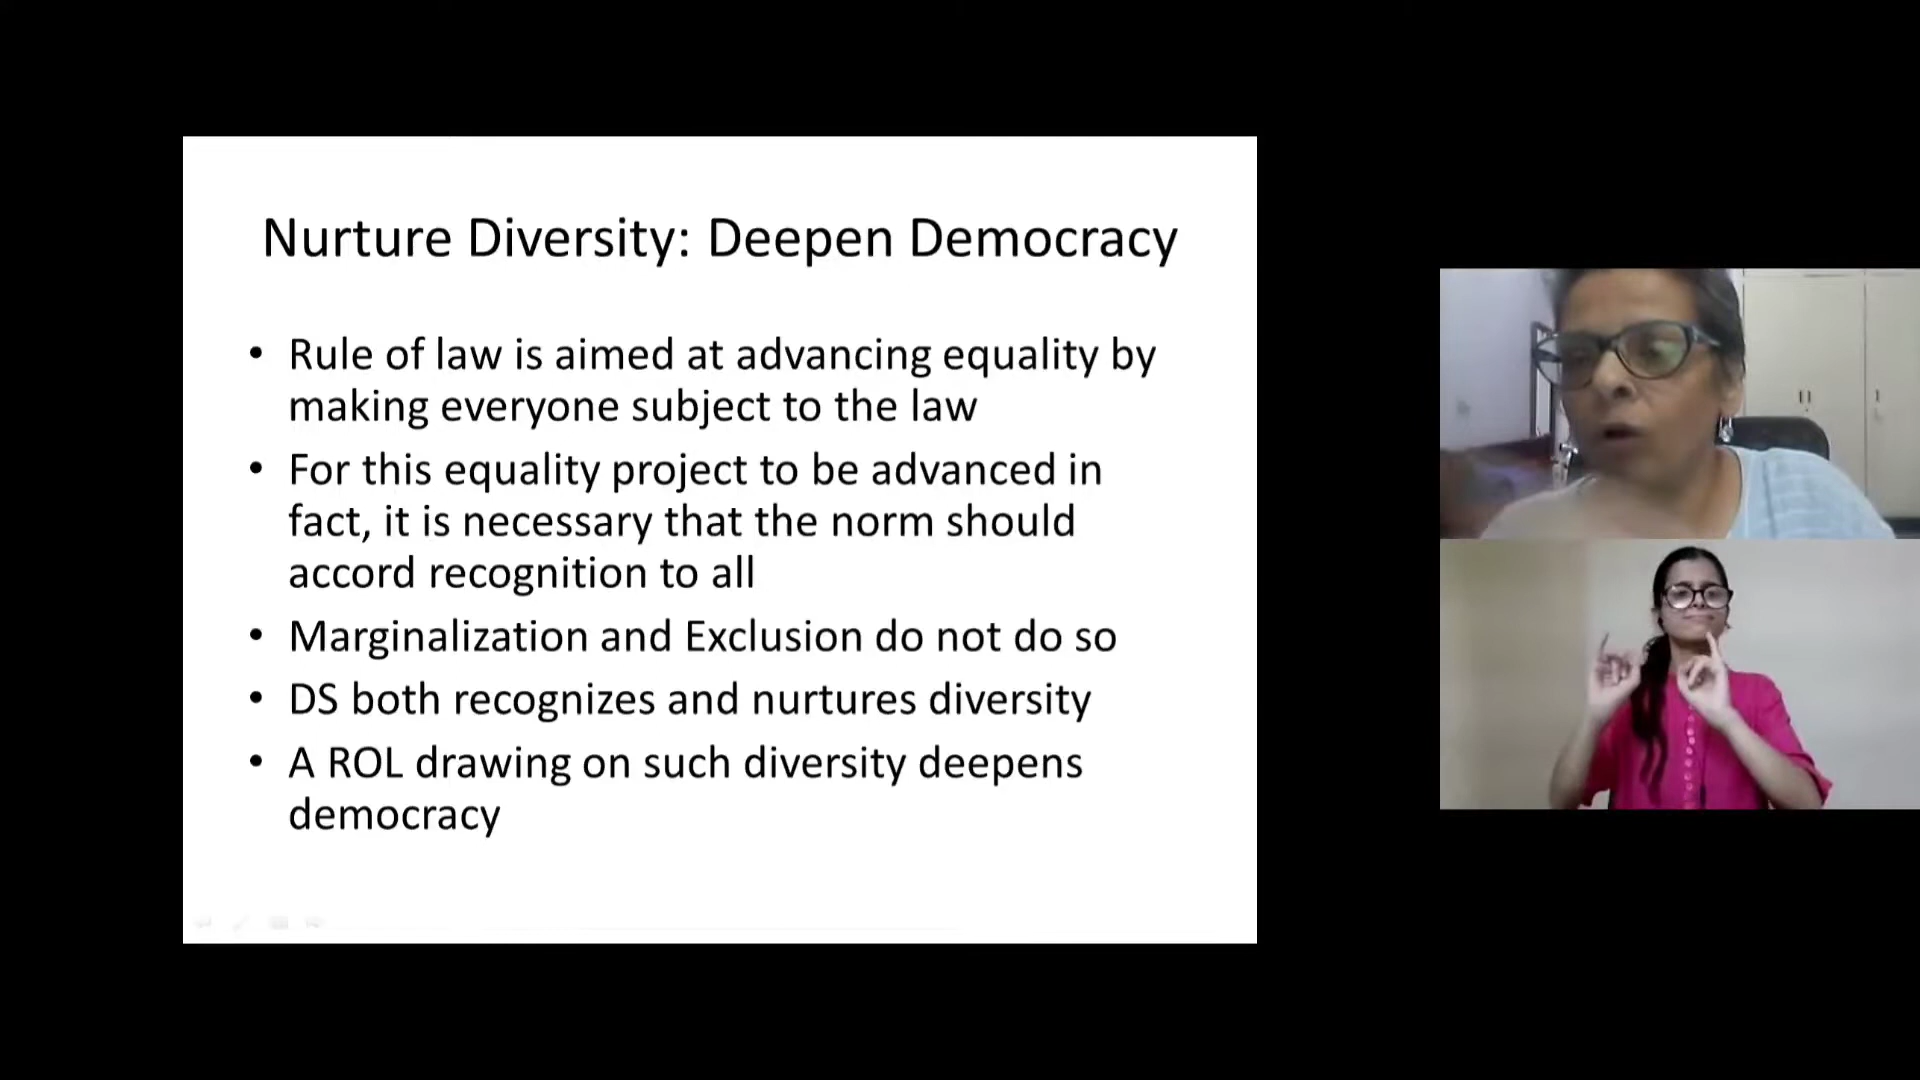 Nurture Diversity: Deepen Democracy
• Rule of law is aimed at advancing equality by
making everyone subject to the law
• For this equality project to be advanced in
fact, it is necessary that the norm should
accord recognition to all
• Marginalization and Exclusion do not do so
• DS both recognizes and nurtures diversity
• A ROL drawing on such diversity deepens
democracy